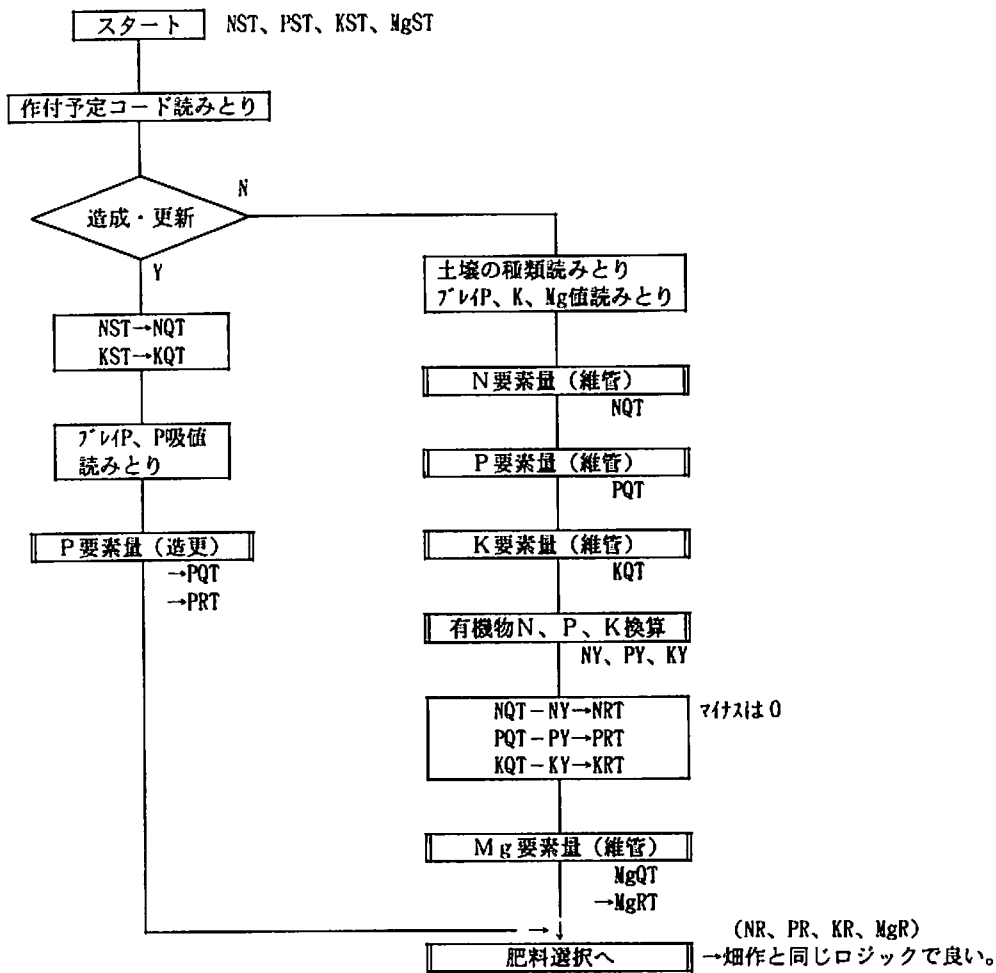 スタート
NST、PST、KST、MgST
作付予定コード読みとり
造成・更新
N
Y
NST→NQT
KST→KQT
ブレイP、P吸値
読みとり
P要素量(造更)
→PQT
→PRT
土壌の種類読みとり
ブレイP、K、Mg値読みとり
N要素量(維管)
NQT
P要素量(維管)
PQT
K要素量(維管)
KQT
有機物N、P、K換算
NY、PY、KY
NQT-NY→NRT
PQT-PY→PRT
KQT-KY→KRT
マイナスは0
Mg要素量(維管)
MgQT
→MgRT
(NR、PR、KR、MgR)
肥料選択へ
→畑作と同じロジックで良い。